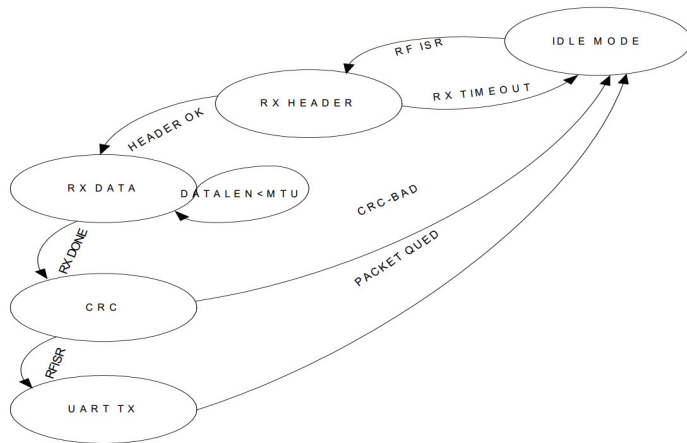 IDLE MODE
RF ISR
RX HEADER
RX TIMEOUT
HEADER OK
RX DATA
DATALEN<MTU
CRC-BAD
RX DONE
PACKET QUED
CRC
RFISR
UART TX